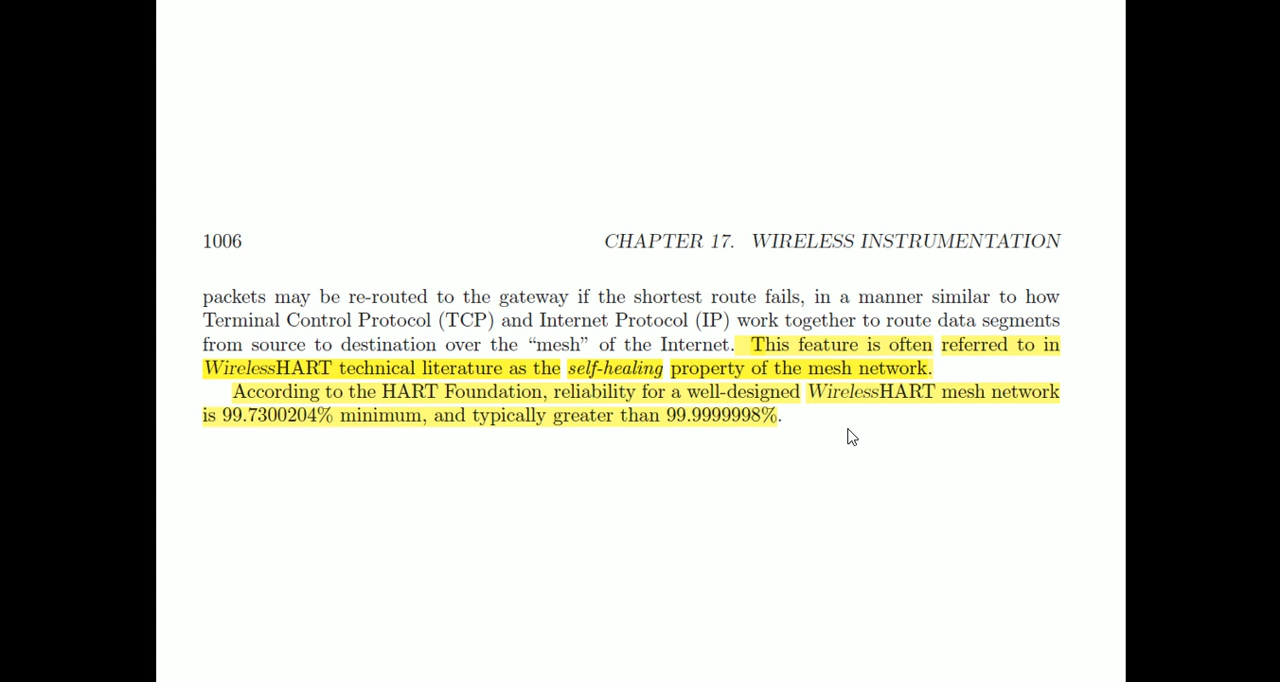 1006 CHAPTER 17. WIRELESS INSTRUMENTATION
packets may be re-routed to the gateway if the shortest route fails, in a manner similar to how
Terminal Control Protocol (TCP) and Internet Protocol (IP) work together to route data segments
from source to destination over the “mesh” of the Internet. This feature is often referred to in
WirelessHART technical literature as the self-healing property of the mesh network.
According to the HART Foundation, reliability for a well-designed WirelessHART mesh network
is 99.7300204% minimum, and typically greater than 99.9999998%.